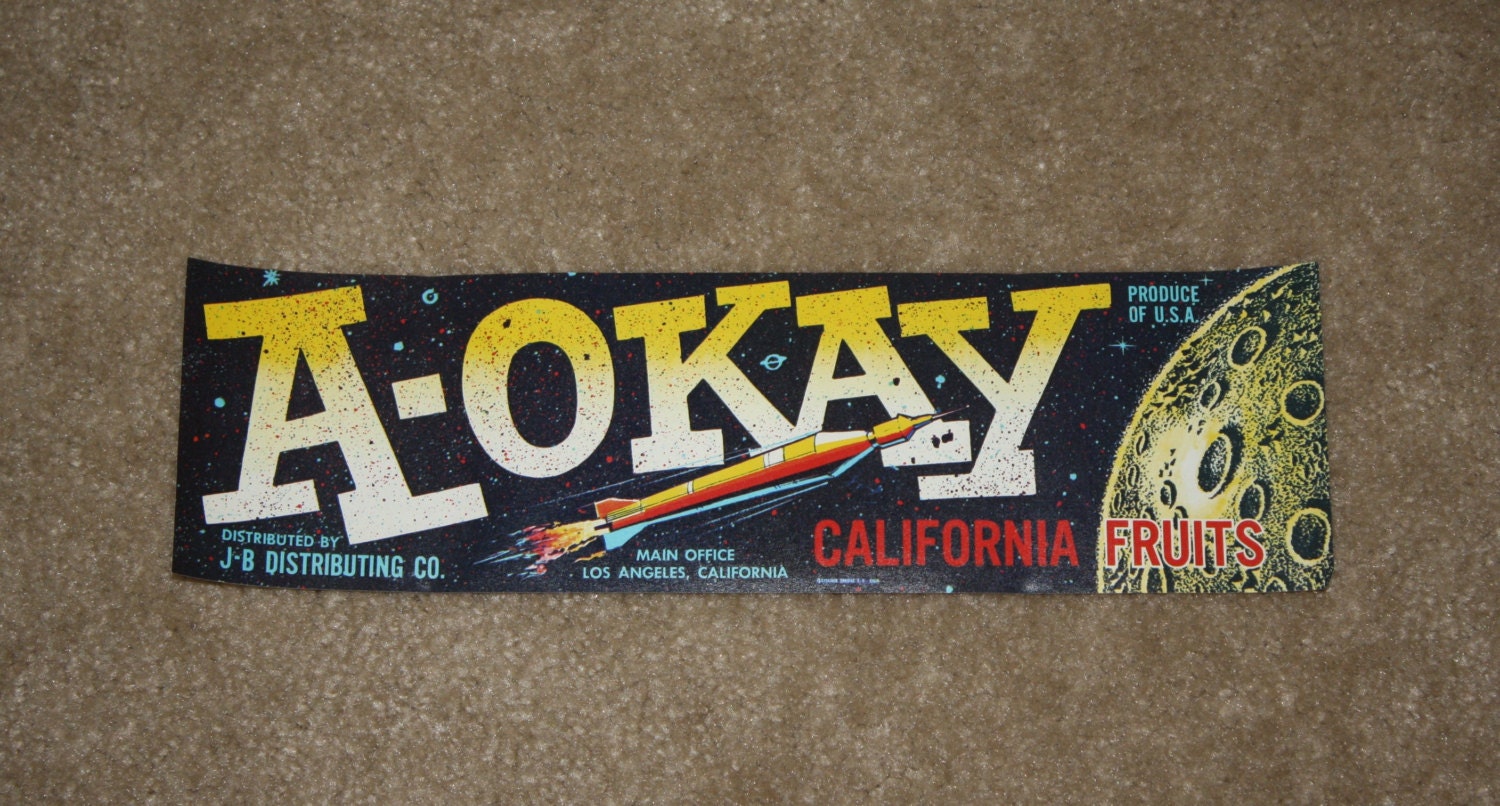 A-OKAY
PRODUCE
OF U.S.A.
DISTRIBUTED BY
J-B DISTRIBUTING CO.
MAIN OFFICE
LOS ANGELES, CALIFORNIA
CALIFORNIA FRUITS